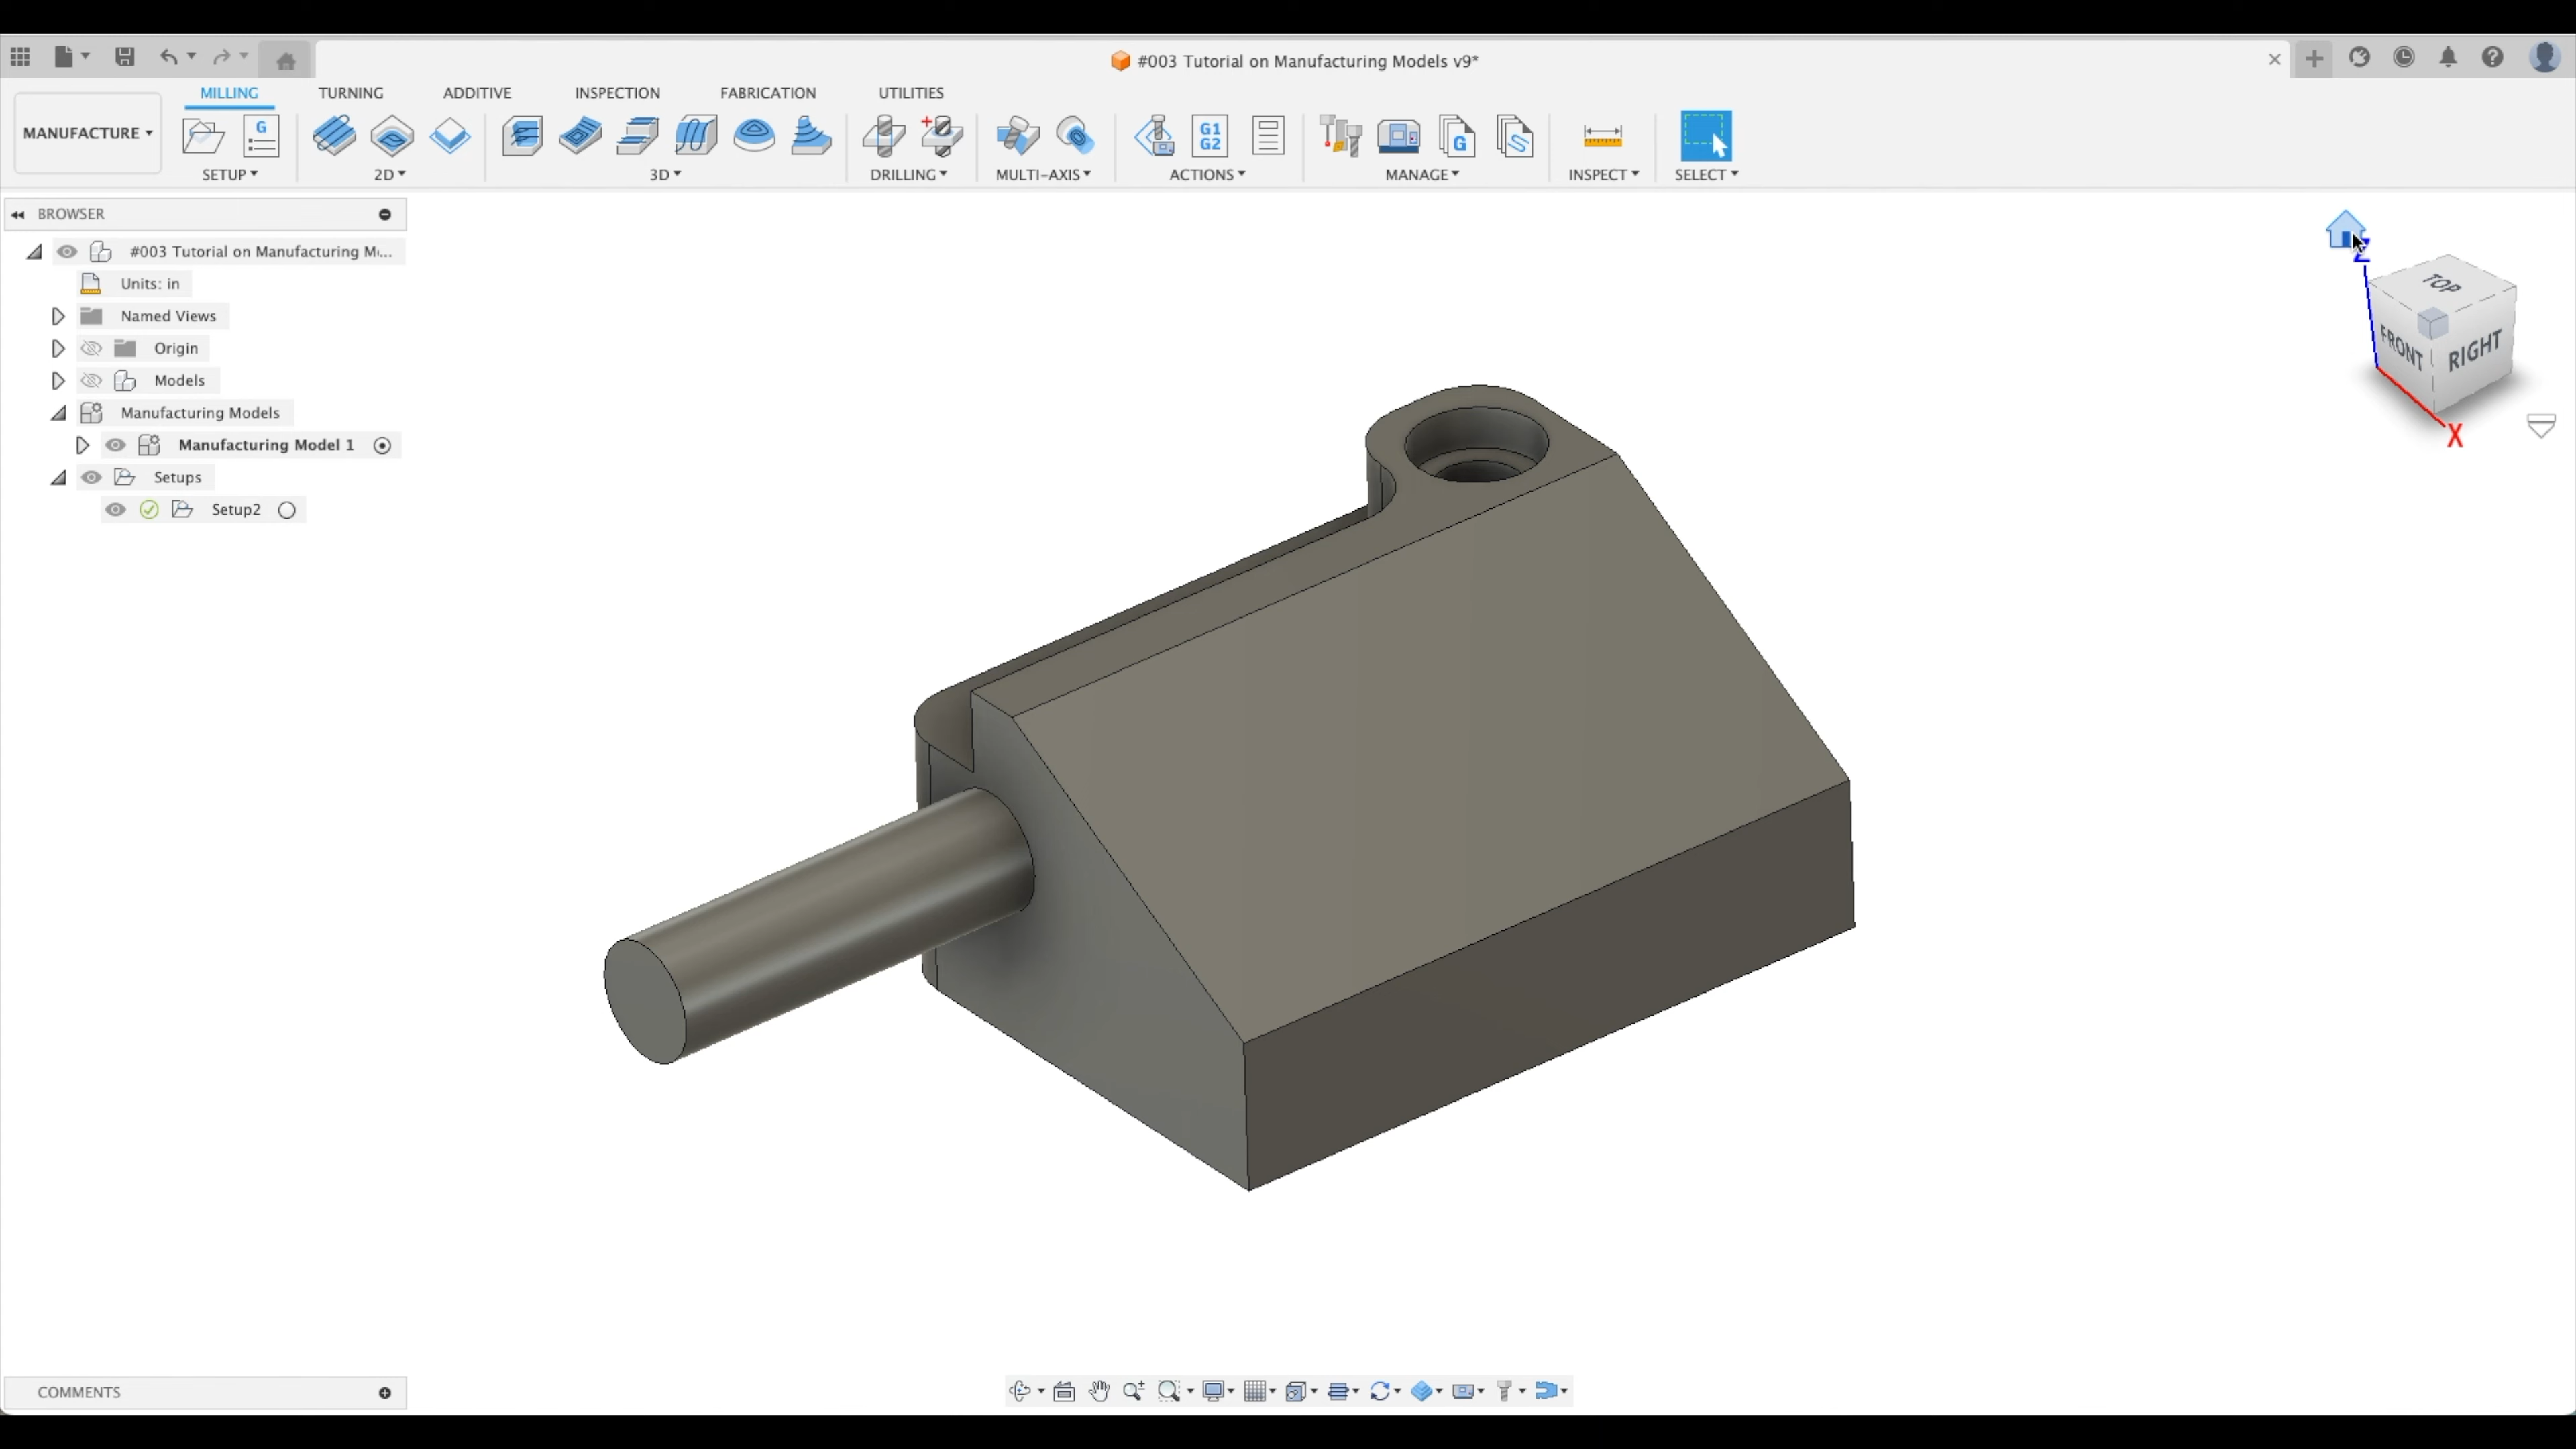 #003 Tutorial on Manufacturing Models v9*
MILLING TURNING ADDITIVE INSPECTION FABRICATION UTILITIES
MANUFACTURE
G
G1
G2
G
SETUP 2D 3D DRILLING MULTI-AXIS ACTIONS MANAGE INSPECT SELECT
BROWSER
#003 Tutorial on Manufacturing M...
Units: in
Named Views
Origin
Models
Manufacturing Models
Manufacturing Model 1
Setups
Setup2
Z
TOP
FRONT
RIGHT
X
COMMENTS